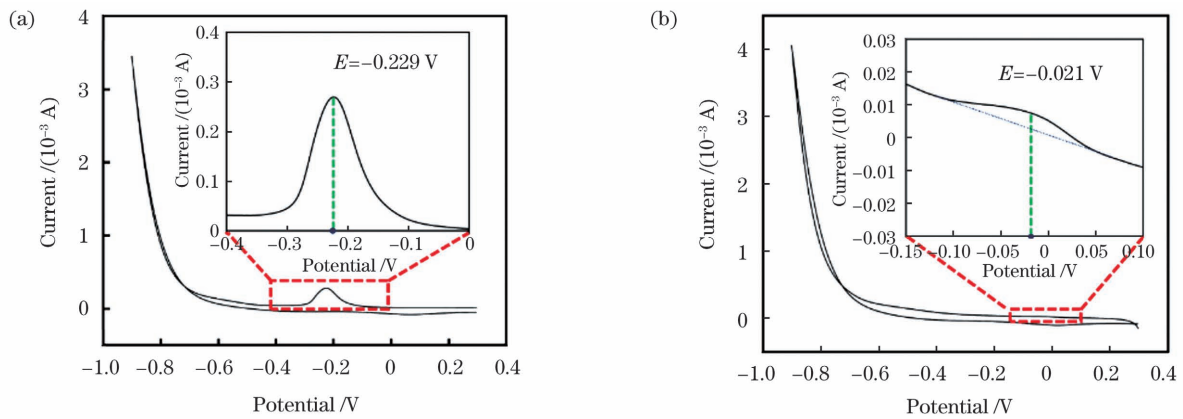 (a)
4
3
2
1
0
Current /(10⁻³ A)
−1.0 −0.8 −0.6 −0.4 −0.2 0 0.2 0.4
Potential /V
0.4
0.3
0.2
0.1
0
Current /(10⁻³ A)
E=−0.229 V
−0.4 −0.3 −0.2 −0.1 0
Potential /V
(b)
4
3
2
1
0
Current /(10⁻³ A)
−1.0 −0.8 −0.6 −0.4 −0.2 0 0.2 0.4
Potential /V
0.03
0.02
0.01
0
−0.01
−0.02
−0.03
Current /(10⁻³ A)
E=−0.021 V
−0.15 −0.10 −0.05 0 0.05 0.10
Potential /V